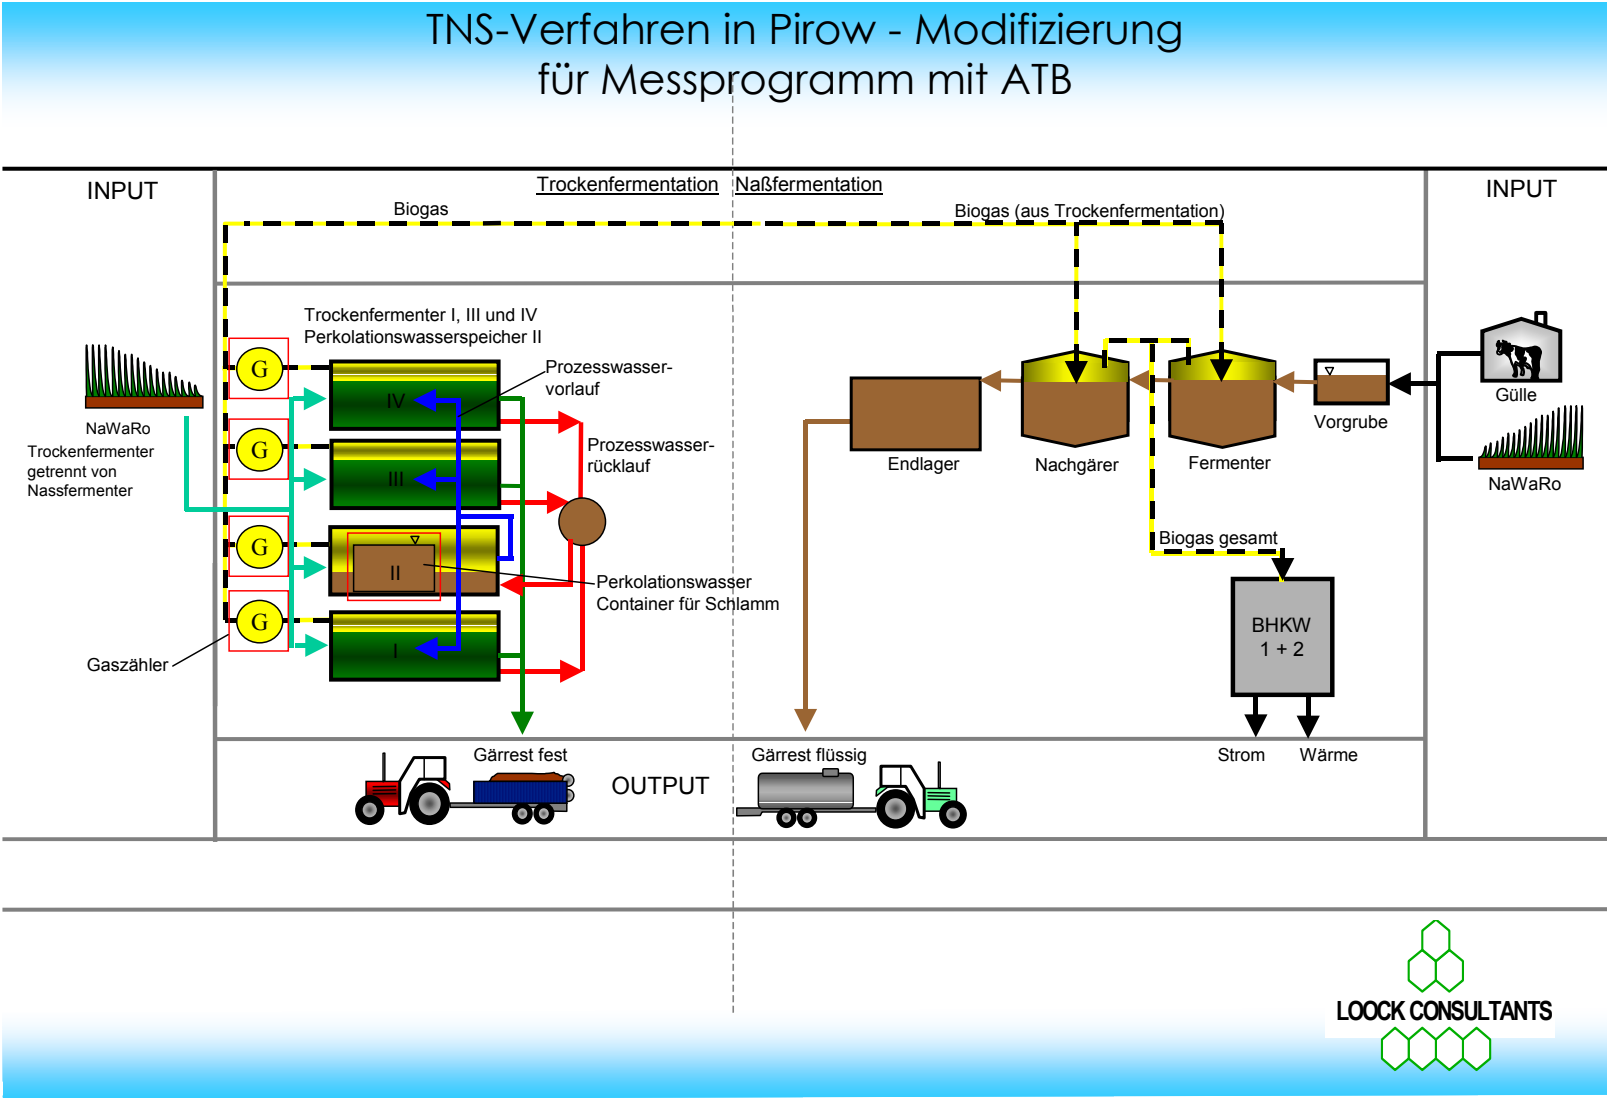 TNS-Verfahren in Pirow - Modifizierung
für Messprogramm mit ATB
INPUT
Trockenfermentation
Naßfermentation
INPUT
Biogas
Biogas (aus Trockenfermentation)
Trockenfermenter I, III und IV
Perkolationswasserspeicher II
G
G
G
G
IV
III
II
I
Prozesswasser-
vorlauf
Prozesswasser-
rücklauf
Perkolationswasser
Container für Schlamm
NaWaRo
Trockenfermenter
getrennt von
Nassfermenter
Gaszähler
Endlager
Nachgärer
Fermenter
Vorgrube
Gülle
NaWaRo
Biogas gesamt
BHKW
1 + 2
Strom
Wärme
Gärrest fest
OUTPUT
Gärrest flüssig
LOOCK CONSULTANTS